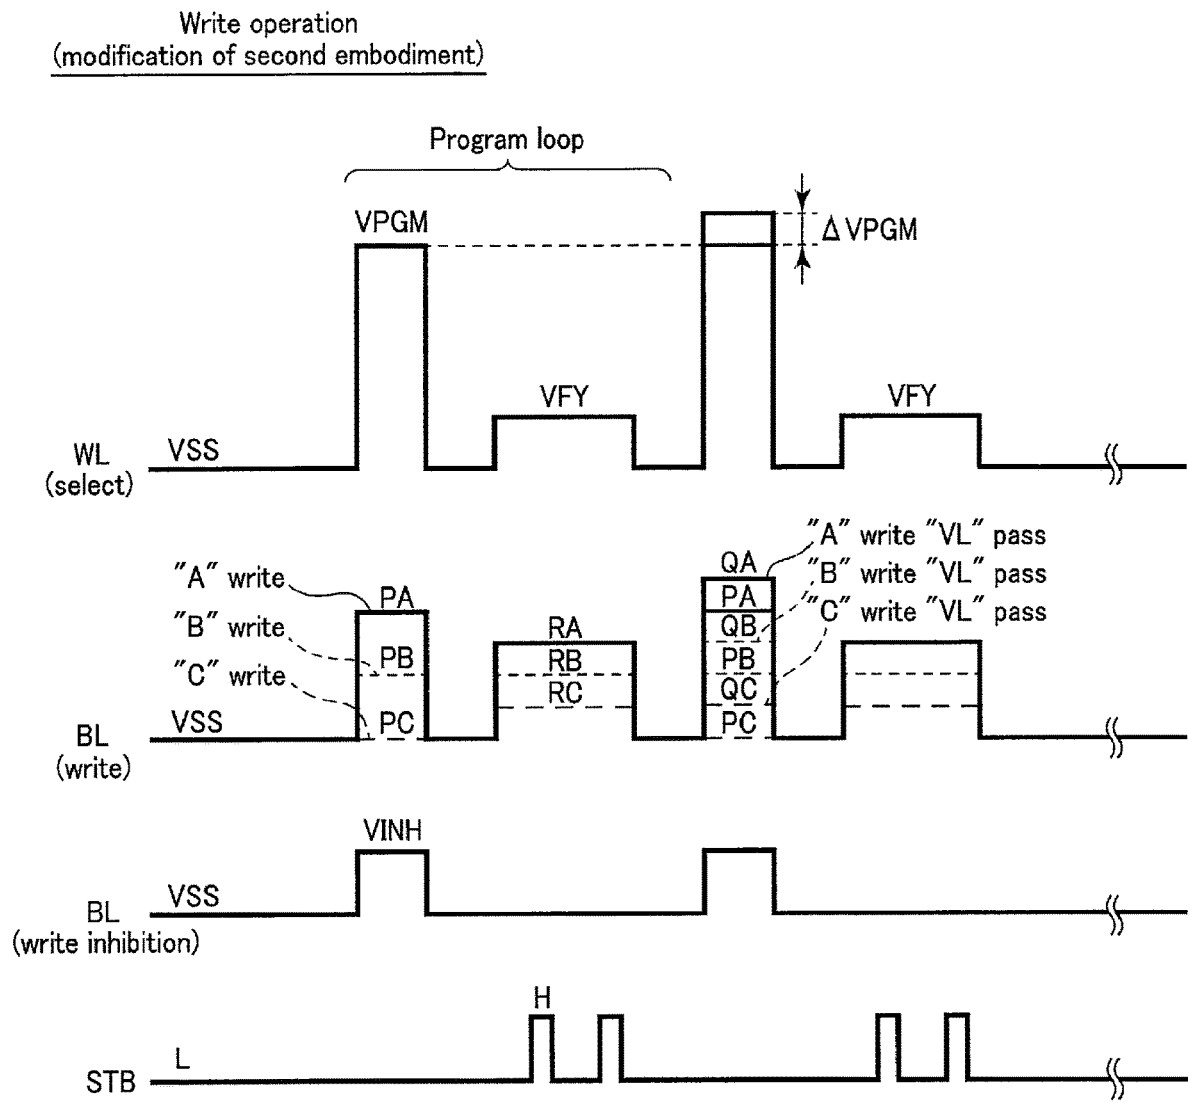 Write operation
(modification of second embodiment)
Program loop
VPGM
Δ VPGM
VFY
VFY
WL
(select)
VSS
"A" write
"B" write
"C" write
PA
PB
PC
RA
RB
RC
QA
PA
QB
PB
QC
PC
"A" write "VL" pass
"B" write "VL" pass
"C" write "VL" pass
VSS
BL
(write)
VINH
VSS
BL
(write inhibition)
H
L
STB